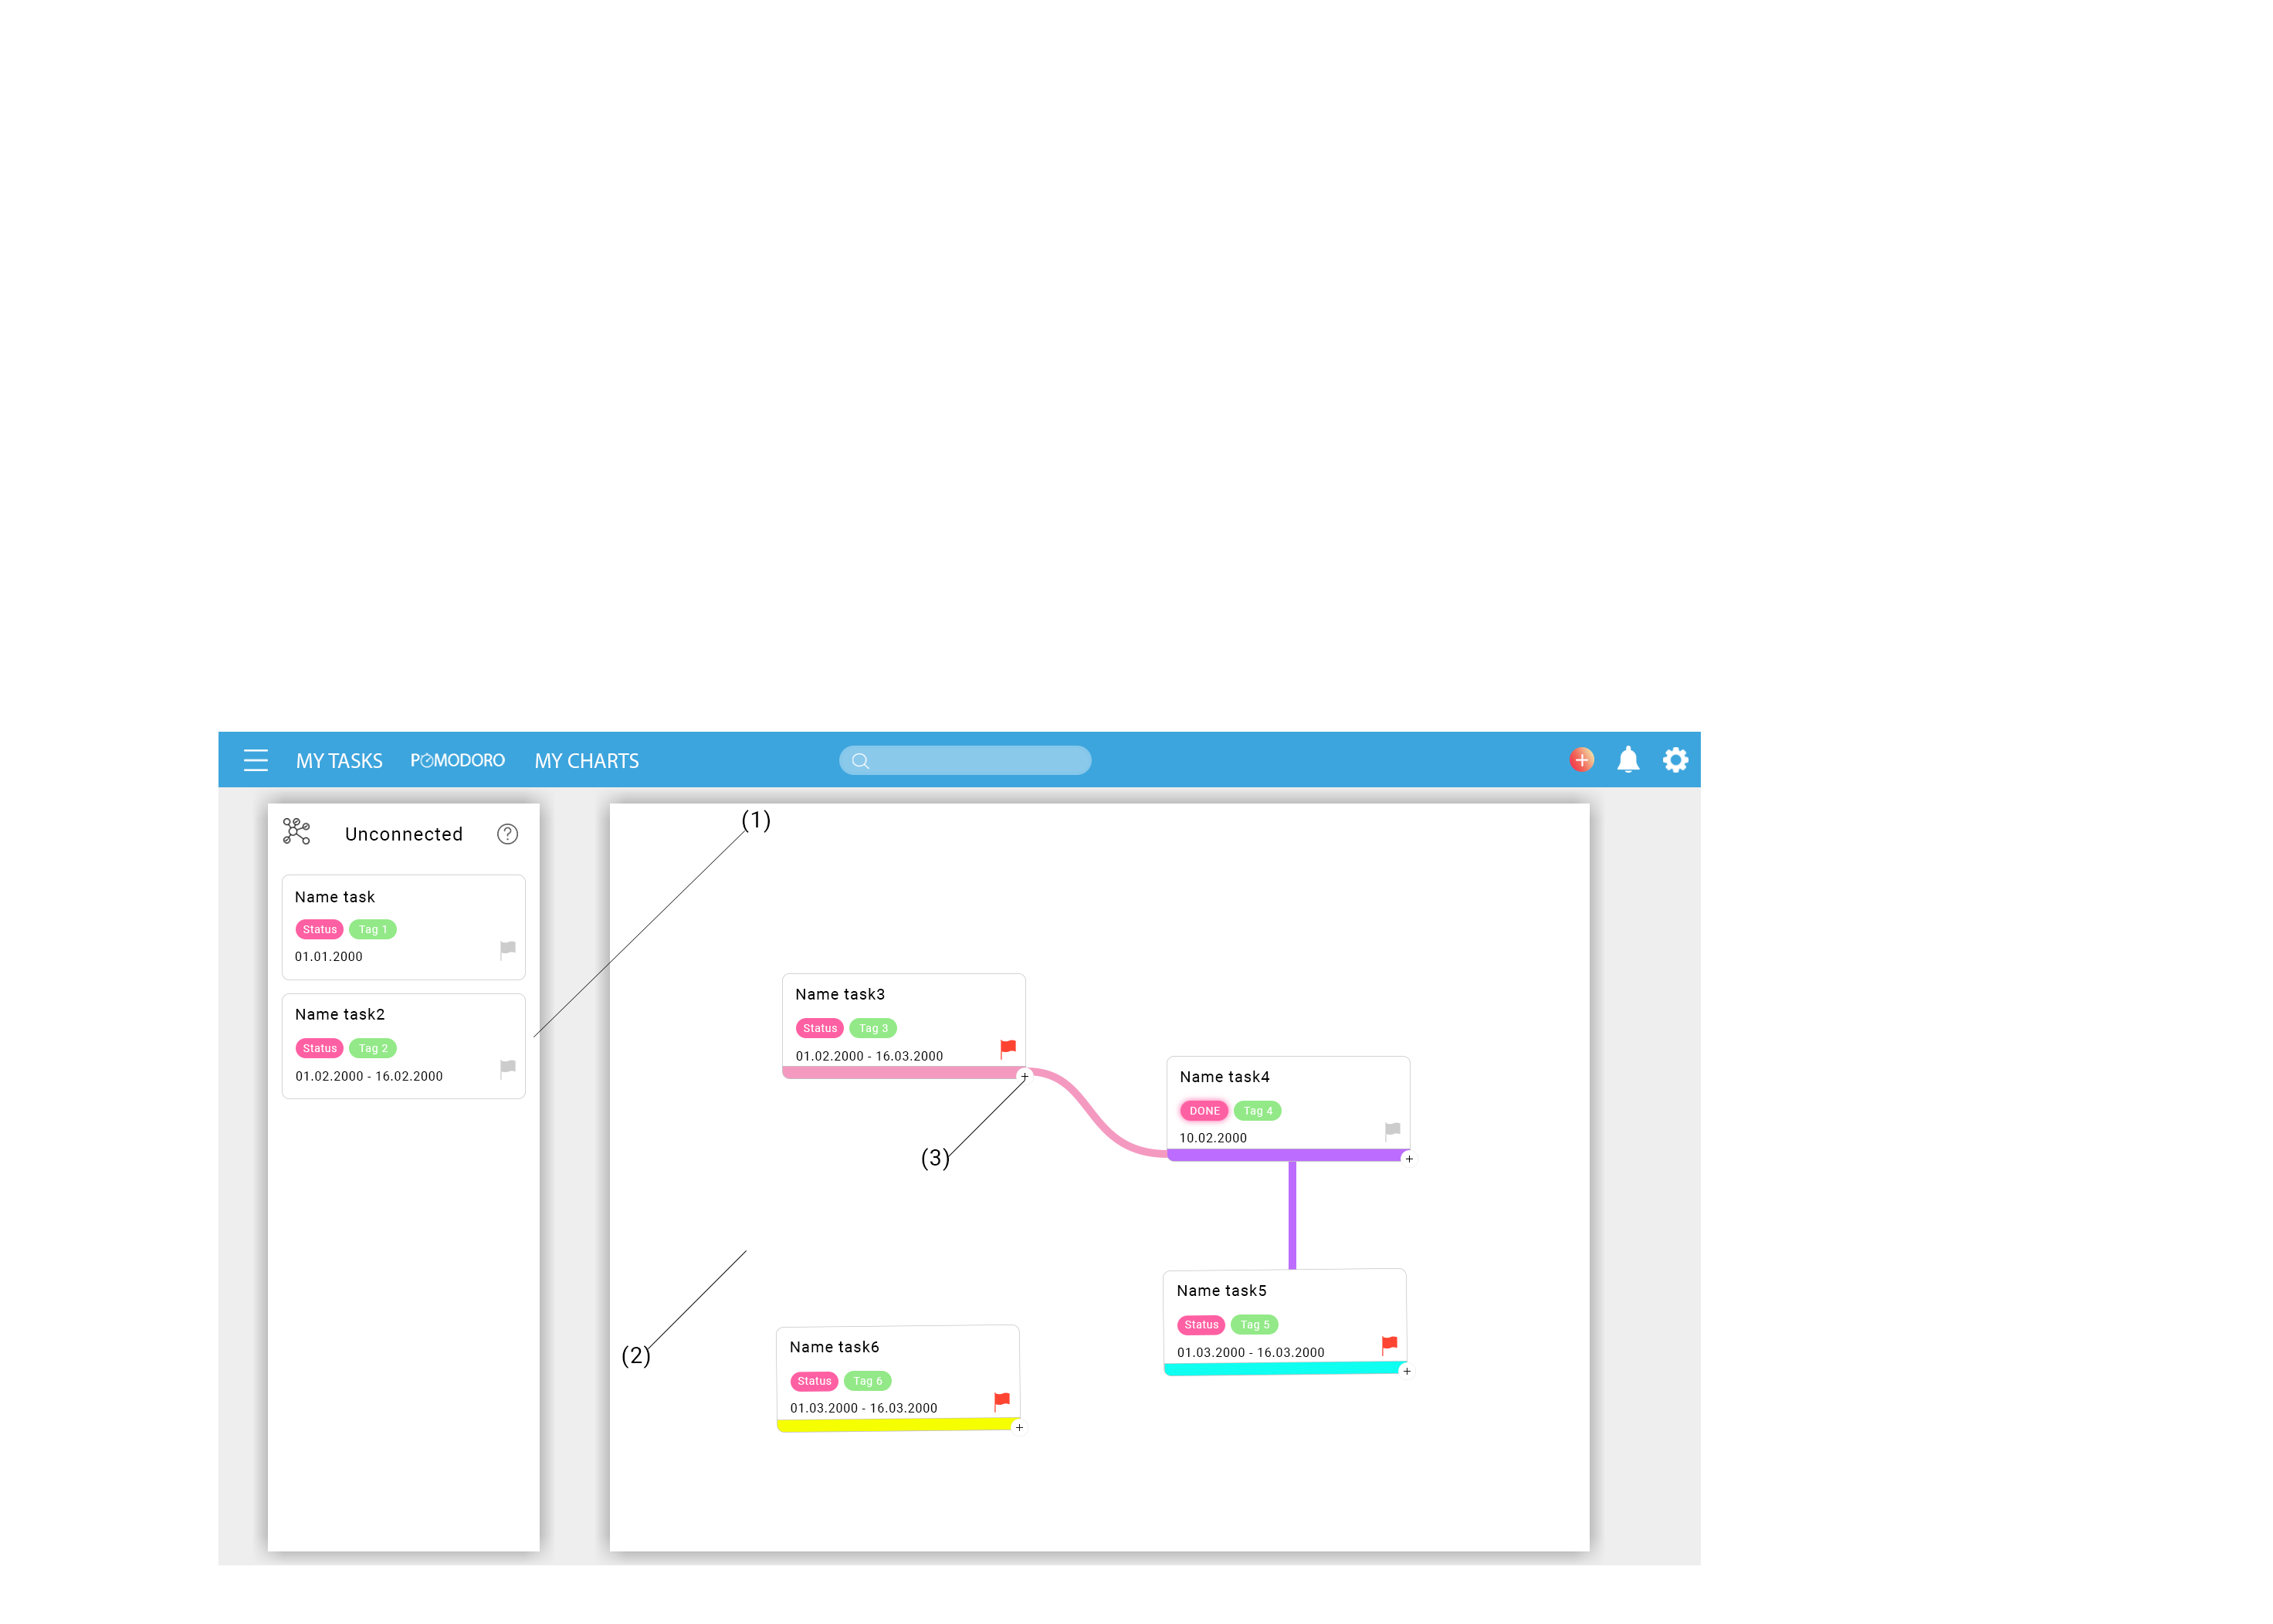 MY TASKS POMODORO MY CHARTS
Unconnected
Name task
Status Tag 1
01.01.2000
Name task2
Status Tag 2
01.02.2000 - 16.02.2000
(1)
Name task3
Status Tag 3
01.02.2000 - 16.03.2000
+
(3)
Name task4
DONE Tag 4
10.02.2000
+
(2)
Name task5
Status Tag 5
01.03.2000 - 16.03.2000
+
Name task6
Status Tag 6
01.03.2000 - 16.03.2000
+